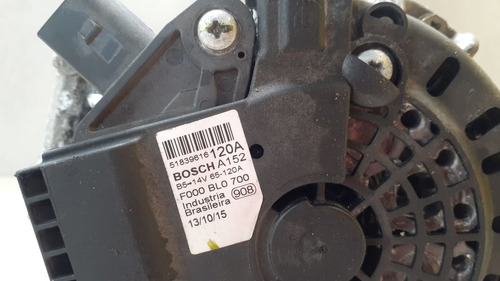 51839616 120A
BOSCH A152
B5→14V 65-120A
F000 BL0 700
Industria
Brasileira 908
13/10/15